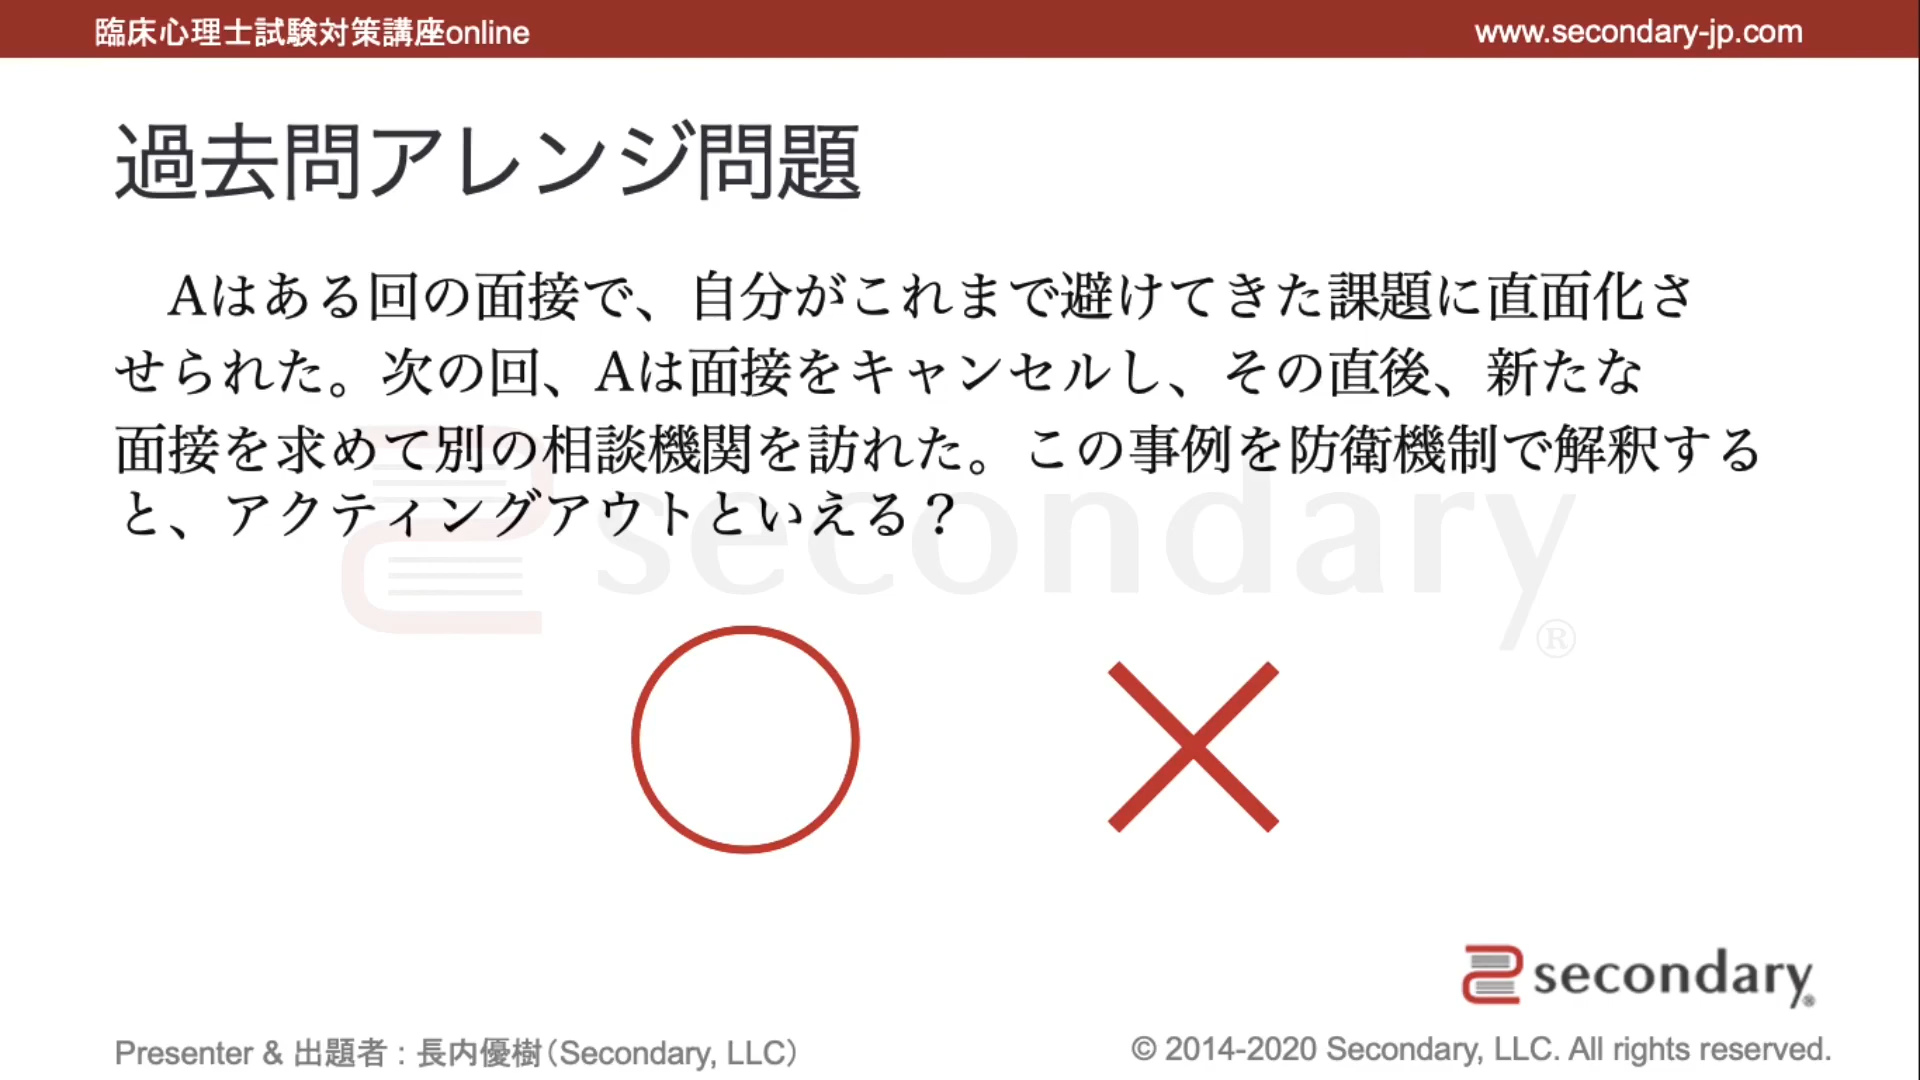 臨床心理士試験対策講座online
www.secondary-jp.com
過去問アレンジ問題
Aはある回の面接で、自分がこれまで避けてきた課題に直面化さ
せられた。次の回、Aは面接をキャンセルし、その直後、新たな
面接を求めて別の相談機関を訪れた。この事例を防衛機制で解釈する
と、アクティングアウトといえる？
secondary®
secondary®
Presenter & 出題者 : 長内優樹（Secondary, LLC）
© 2014-2020 Secondary, LLC. All rights reserved.